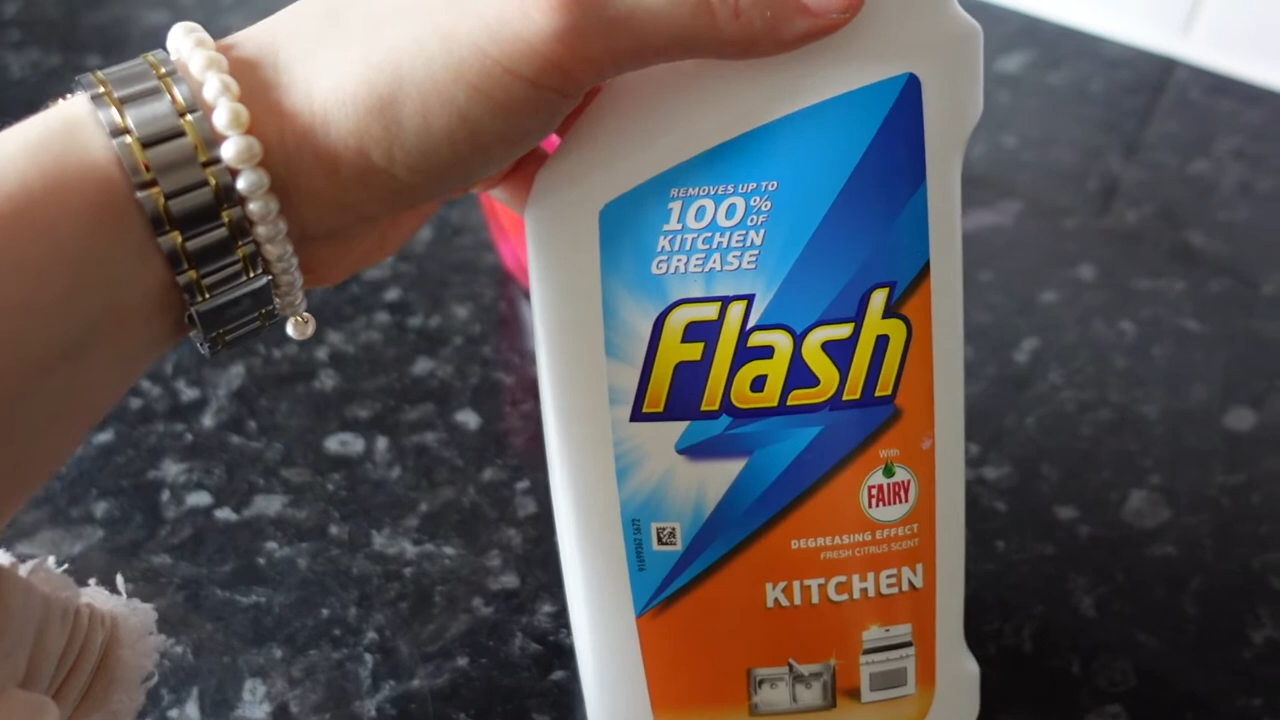 REMOVES UP TO
100% OF
KITCHEN
GREASE
Flash
With
FAIRY
DEGREASING EFFECT
FRESH CITRUS SCENT
KITCHEN